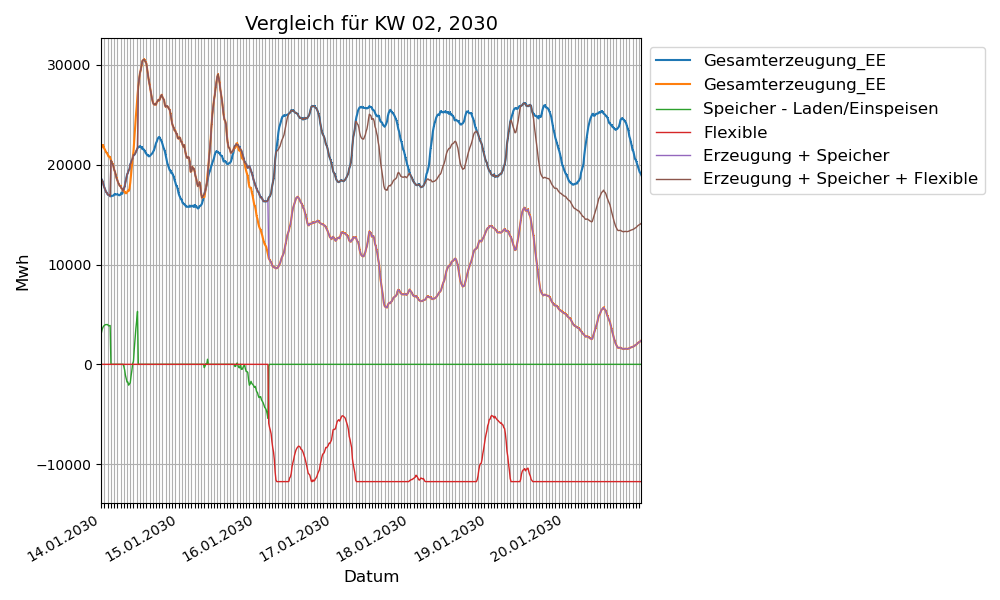 Vergleich für KW 02, 2030
Mwh
30000
20000
10000
0
−10000
14.01.2030
15.01.2030
16.01.2030
17.01.2030
18.01.2030
19.01.2030
20.01.2030
Datum
Gesamterzeugung_EE
Gesamterzeugung_EE
Speicher - Laden/Einspeisen
Flexible
Erzeugung + Speicher
Erzeugung + Speicher + Flexible